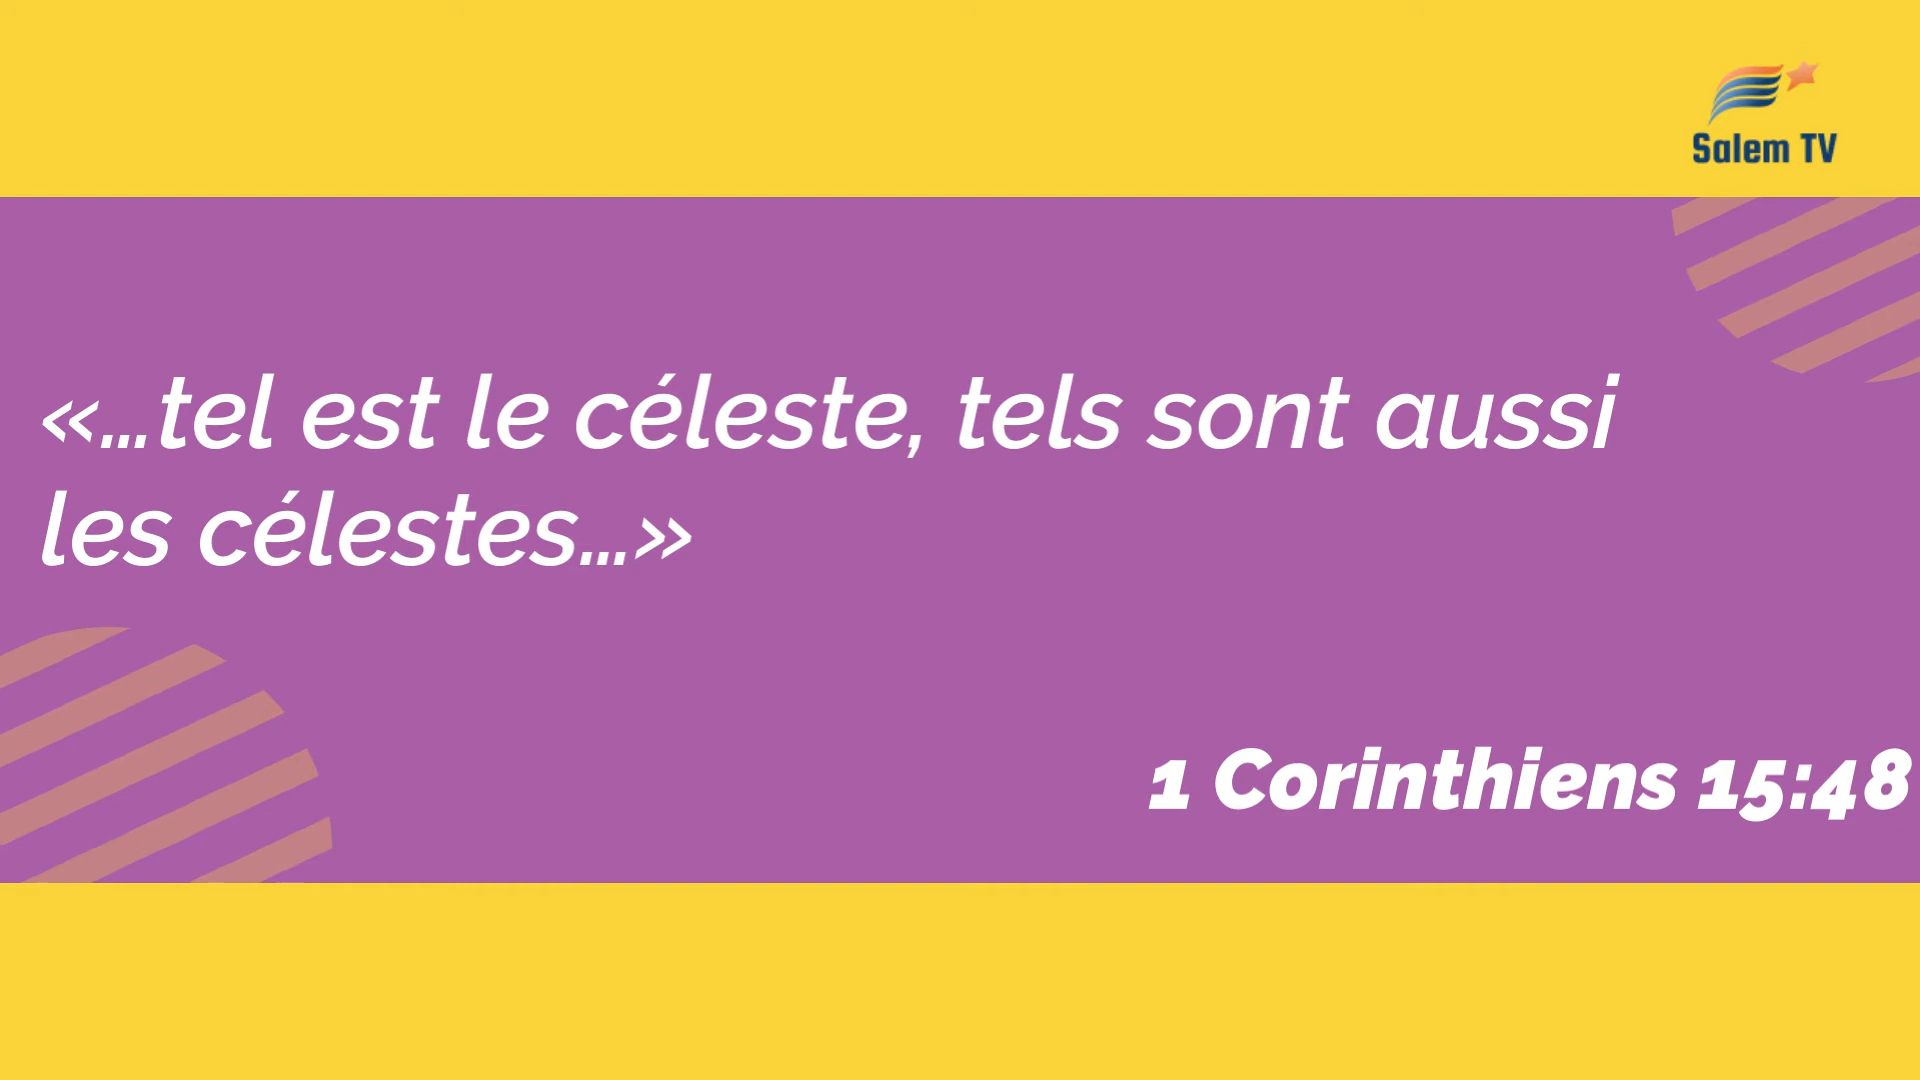 Salem TV
«...tel est le céleste, tels sont aussi
les célestes...»
1 Corinthiens 15:48